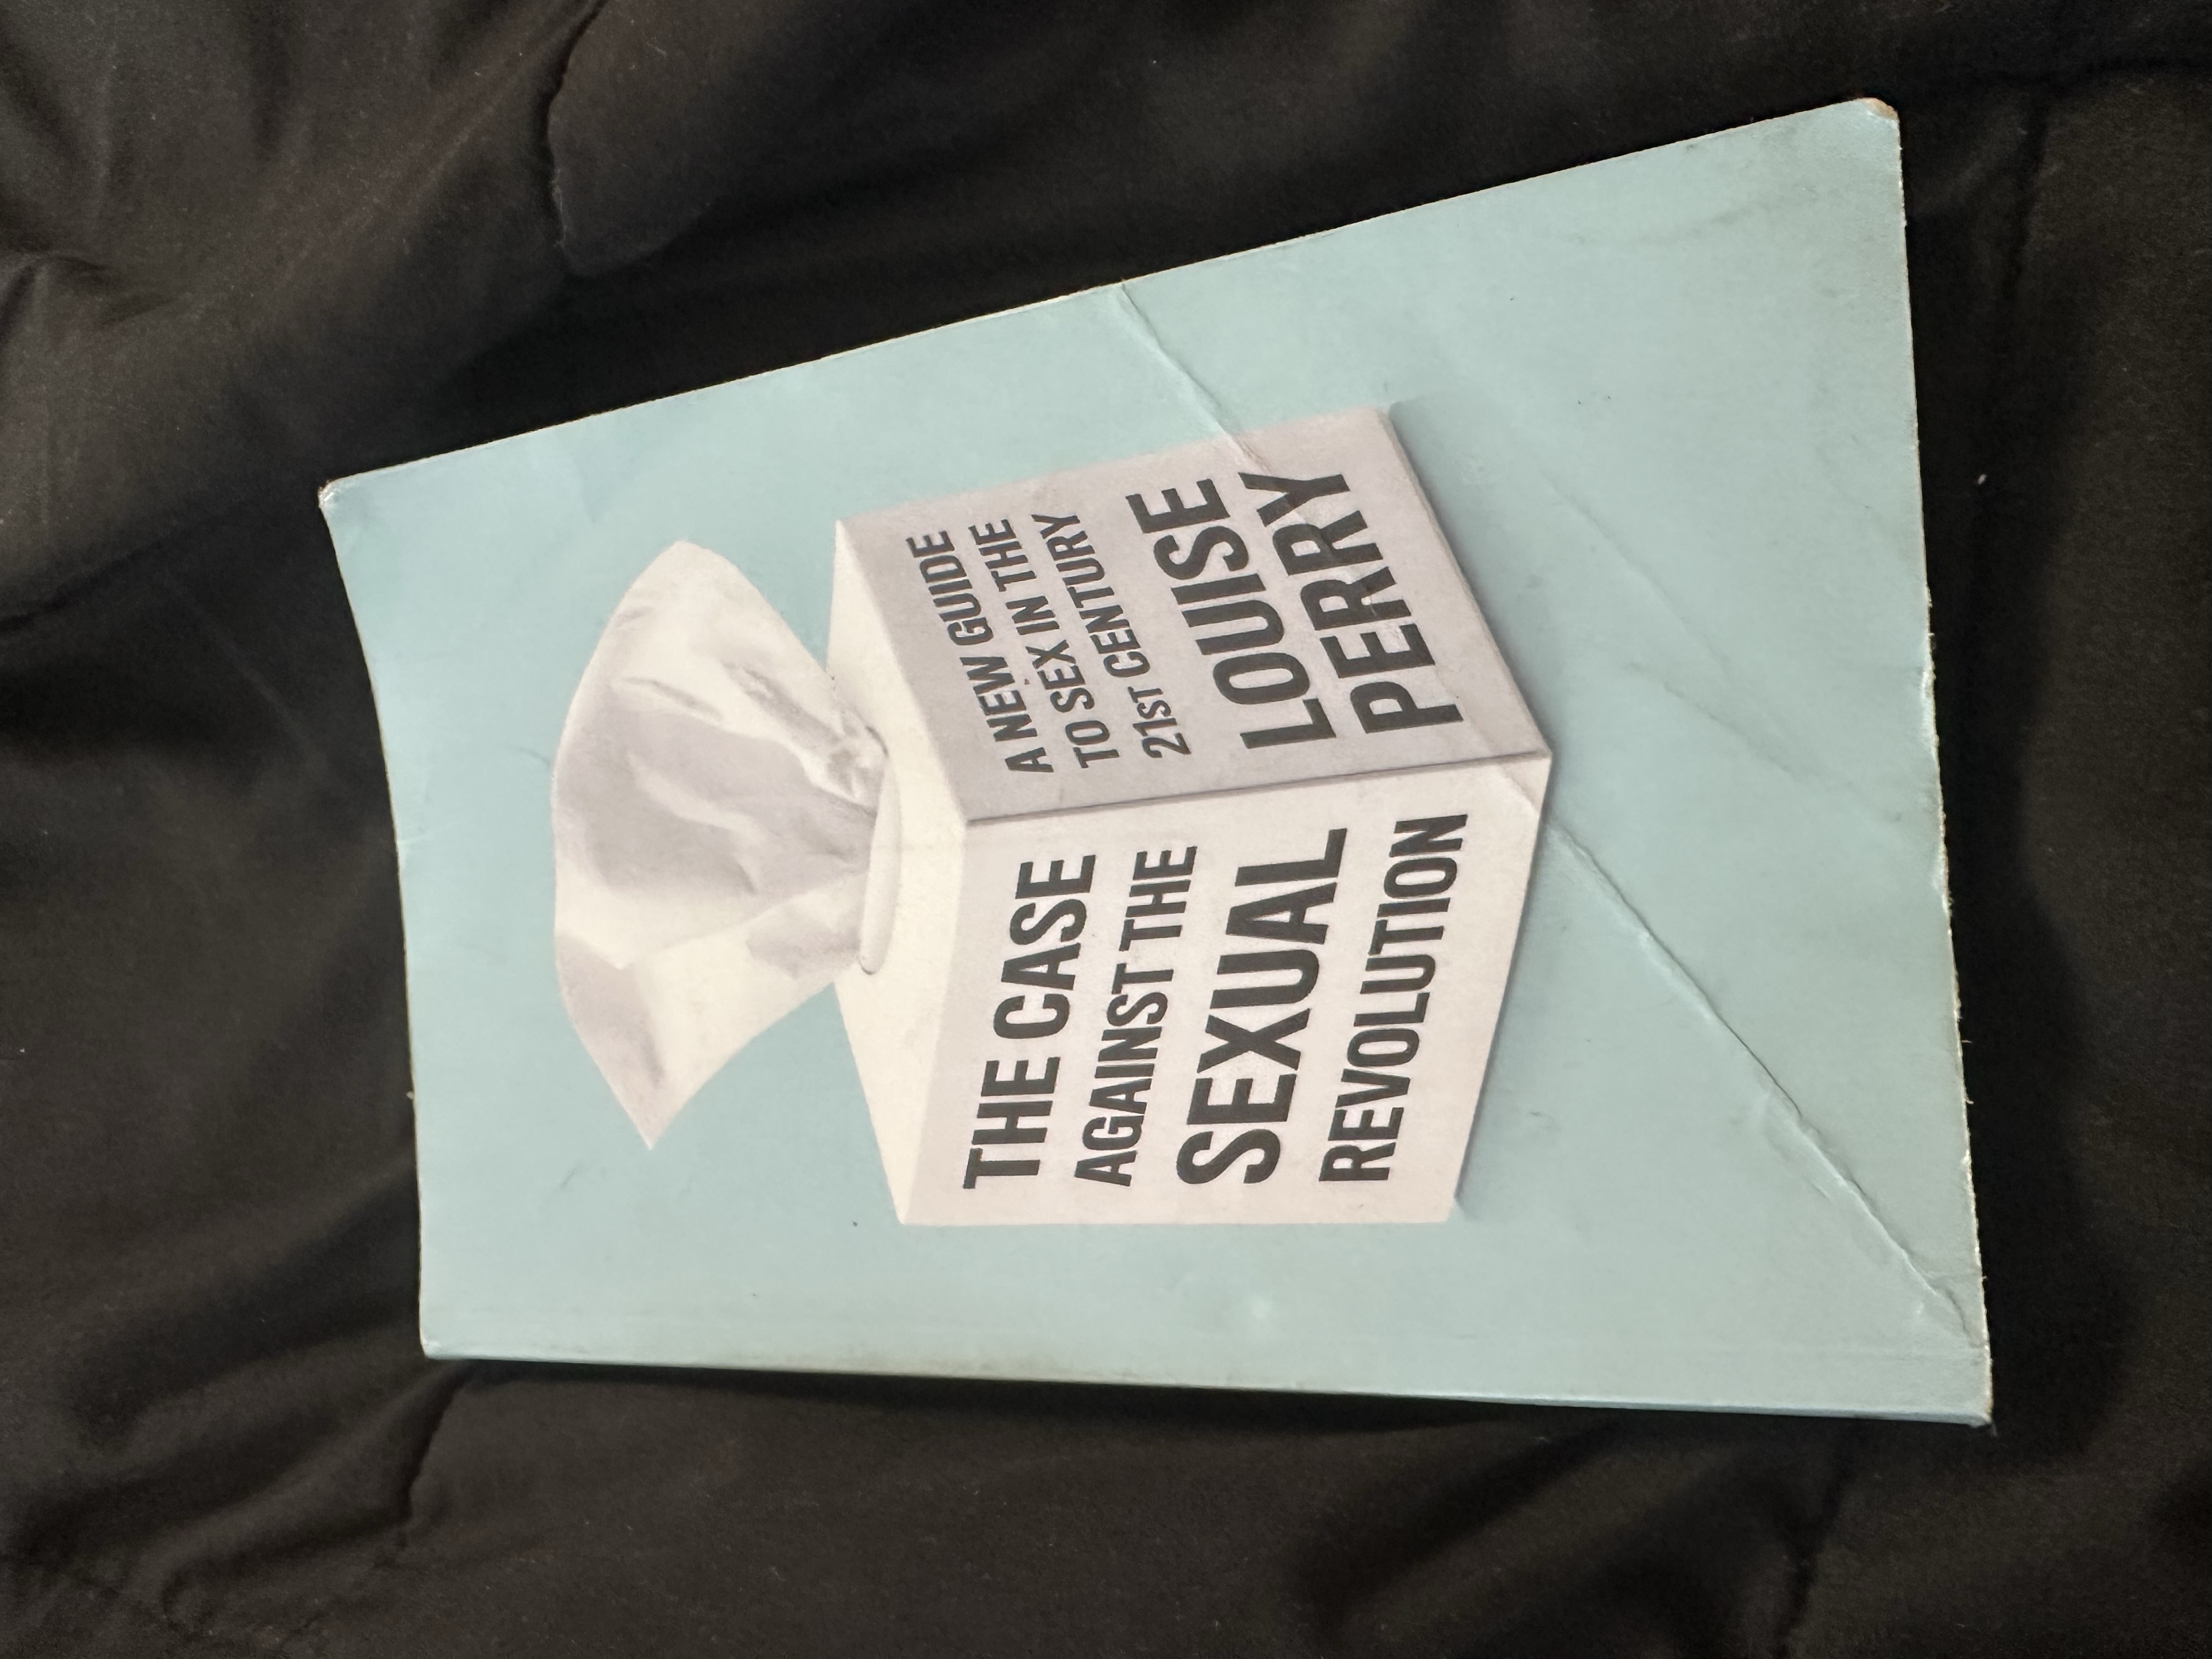 THE CASE
AGAINST THE
SEXUAL
REVOLUTION
A NEW GUIDE
TO SEX IN THE
21ST CENTURY
LOUISE
PERRY